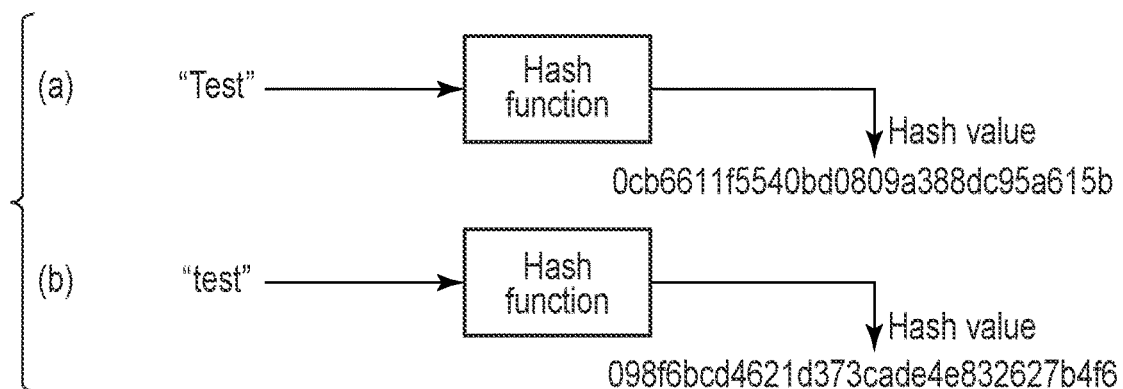 (a) “Test” Hash function
Hash value
0cb6611f5540bd0809a388dc95a615b
(b) “test” Hash function
Hash value
098f6bcd4621d373cade4e832627b4f6